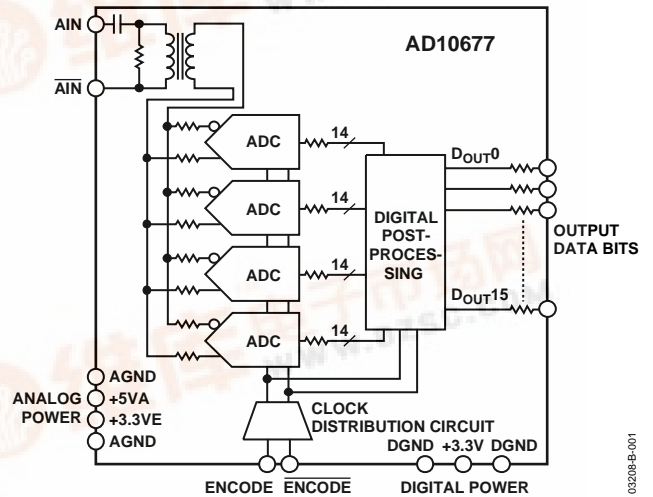 AIN
AD10677
AIN
ADC
14
ADC
14
ADC
14
ADC
14
DIGITAL
POST-
PROCES-
SING
DOUT0
OUTPUT
DATA BITS
DOUT15
AGND
ANALOG
POWER
+5VA
+3.3VE
AGND
CLOCK
DISTRIBUTION CIRCUIT
DGND +3.3V DGND
ENCODE ENCODE
DIGITAL POWER
03208-B-001